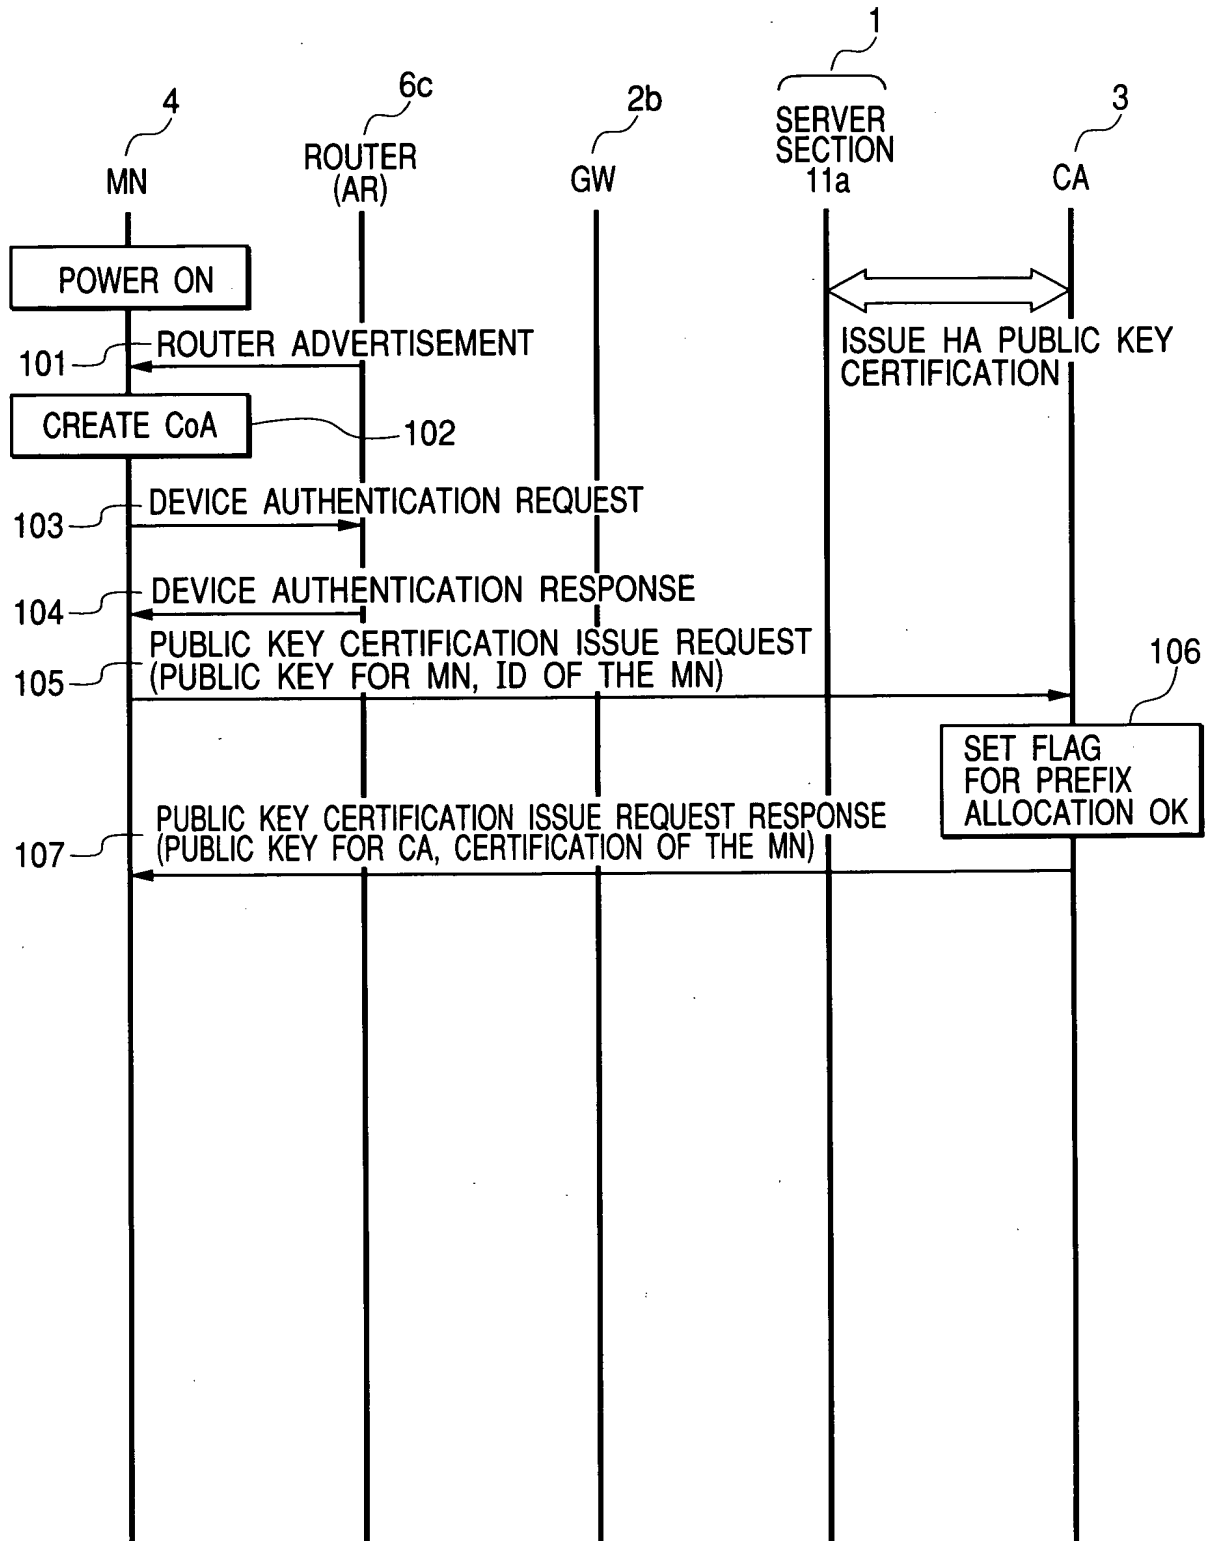 1
4
6c
2b
3
MN
ROUTER
(AR)
GW
SERVER
SECTION
11a
CA
POWER ON
101
ROUTER ADVERTISEMENT
ISSUE HA PUBLIC KEY
CERTIFICATION
CREATE CoA
102
103
DEVICE AUTHENTICATION REQUEST
104
DEVICE AUTHENTICATION RESPONSE
105
PUBLIC KEY CERTIFICATION ISSUE REQUEST
(PUBLIC KEY FOR MN, ID OF THE MN)
106
SET FLAG
FOR PREFIX
ALLOCATION OK
107
PUBLIC KEY CERTIFICATION ISSUE REQUEST RESPONSE
(PUBLIC KEY FOR CA, CERTIFICATION OF THE MN)